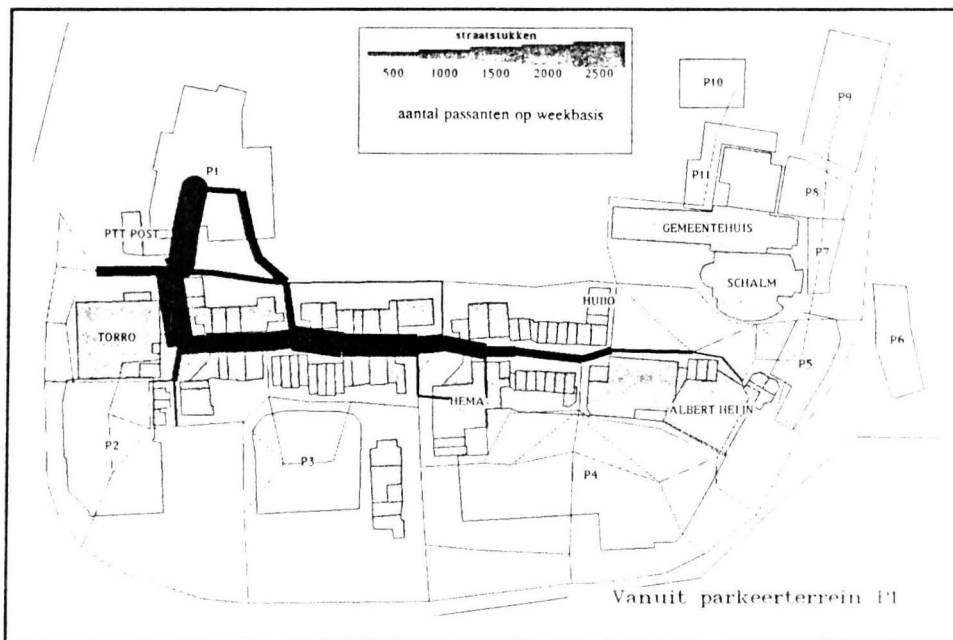 straatstukken
500 1000 1500 2000 2500
aantal passanten op weekbasis
P10
P9
P1
P11
P8
PTT POST
GEMEENTEHUIS
P7
SCHALM
HUBO
TORRO
P6
P5
HEMA
ALBERT HEIJN
P2
P3
P4
Vanuit parkeerterrein P1